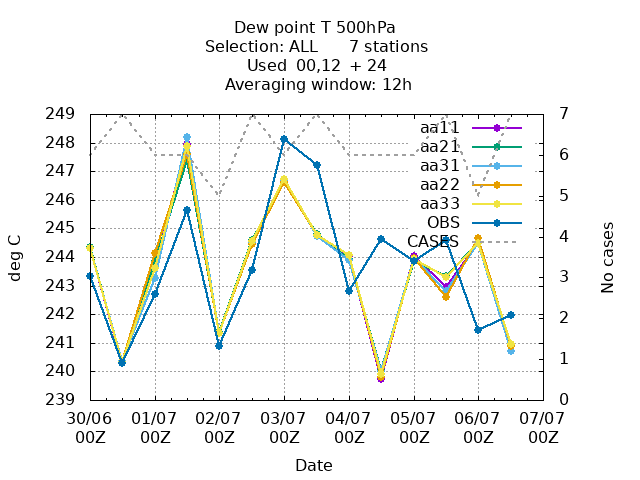 Dew point T 500hPa
Selection: ALL      7 stations
Used  00,12  + 24
Averaging window: 12h
249
248
247
246
245
244
243
242
241
240
239
7
6
5
4
3
2
1
0
deg C
No cases
aa11
aa21
aa31
aa22
aa33
OBS
CASES
30/06 01/07 02/07 03/07 04/07 05/07 06/07 07/07
00Z 00Z 00Z 00Z 00Z 00Z 00Z 00Z
Date